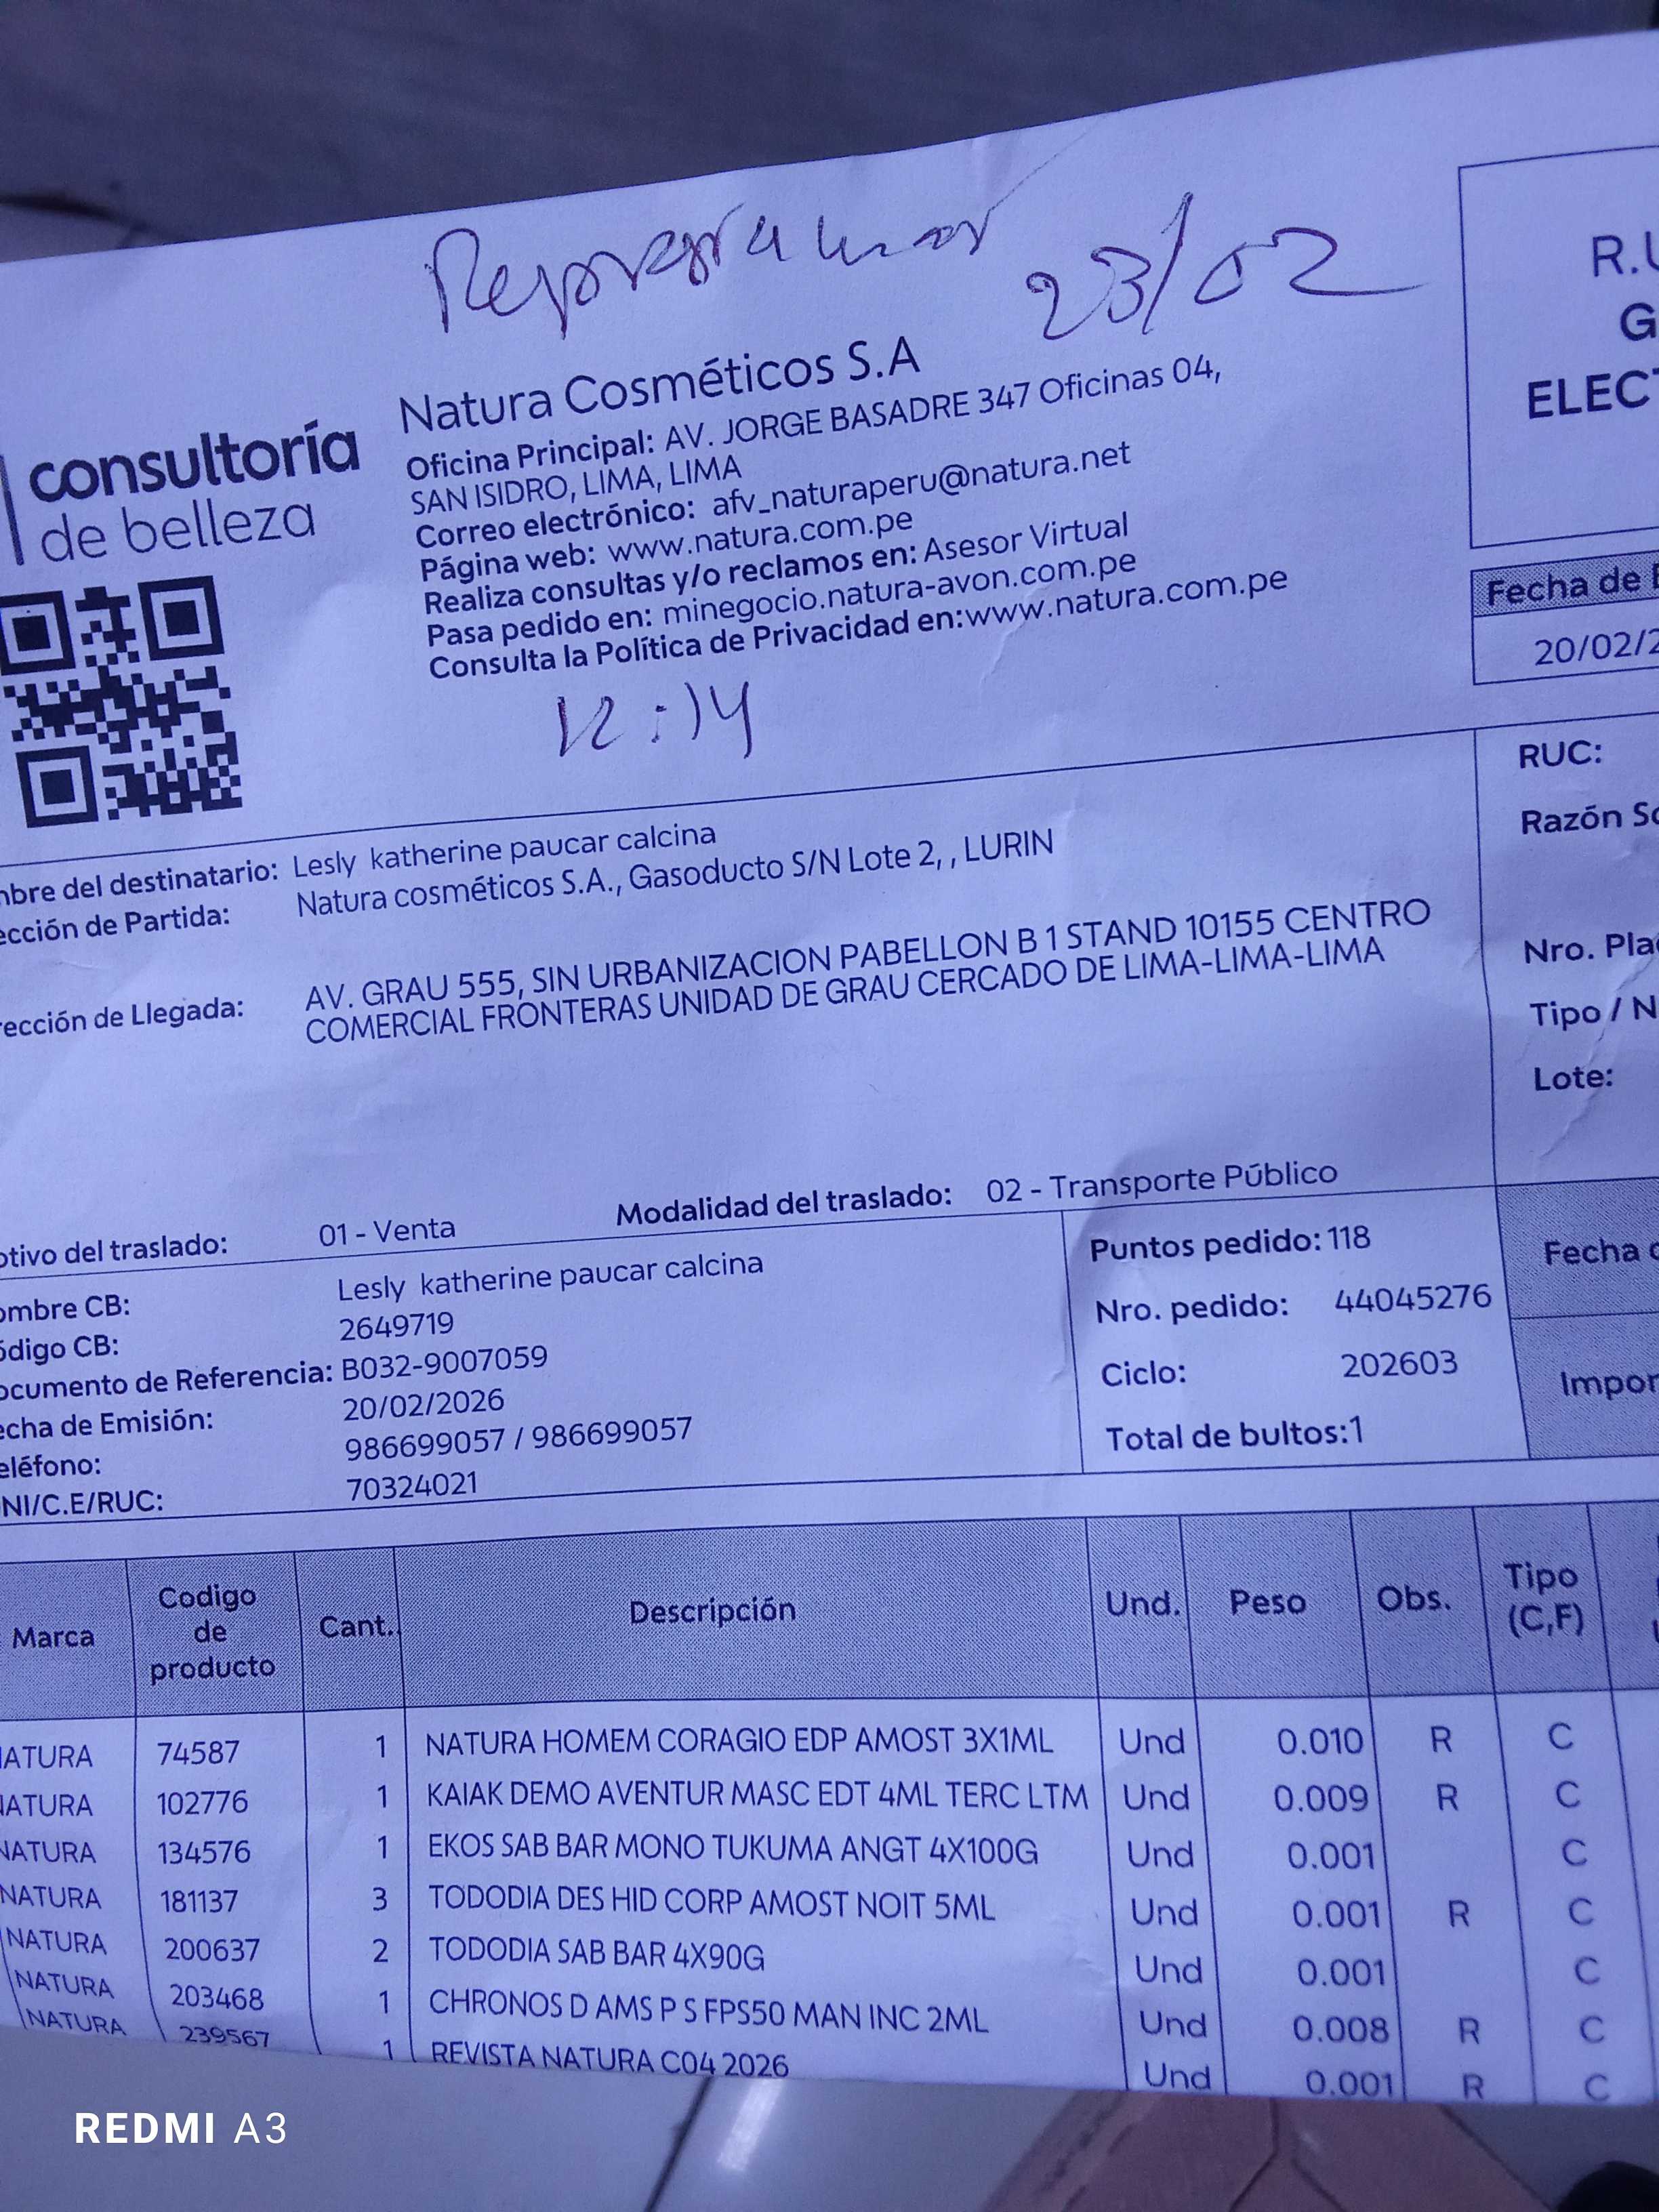 Reprogramar 23/02
R.U
G
ELECT
consultoría
de belleza
Natura Cosméticos S.A
Oficina Principal: AV. JORGE BASADRE 347 Oficinas 04,
SAN ISIDRO, LIMA, LIMA
Correo electrónico: afv_naturaperu@natura.net
Página web: www.natura.com.pe
Realiza consultas y/o reclamos en: Asesor Virtual
Pasa pedido en: minegocio.natura-avon.com.pe
Consulta la Política de Privacidad en:www.natura.com.pe
Fecha de E
20/02/2
12:14
mbre del destinatario: Lesly katherine paucar calcina
ección de Partida: Natura cosméticos S.A., Gasoducto S/N Lote 2, , LURIN
rección de Llegada: AV. GRAU 555, SIN URBANIZACION PABELLON B 1 STAND 10155 CENTRO
COMERCIAL FRONTERAS UNIDAD DE GRAU CERCADO DE LIMA-LIMA-LIMA
RUC:
Razón So
Nro. Pla
Tipo / N
Lote:
otivo del traslado: 01 - Venta Modalidad del traslado: 02 - Transporte Público
ombre CB: Lesly katherine paucar calcina
ódigo CB: 2649719
ocumento de Referencia: B032-9007059
echa de Emisión: 20/02/2026
eléfono: 986699057 / 986699057
NI/C.E/RUC: 70324021
Puntos pedido: 118
Nro. pedido: 44045276
Ciclo: 202603
Total de bultos:1
Fecha
Impor
Marca Codigo de producto Cant. Descripción Und. Peso Obs. Tipo (C,F)
ATURA 74587 1 NATURA HOMEM CORAGIO EDP AMOST 3X1ML Und 0.010 R C
ATURA 102776 1 KAIAK DEMO AVENTUR MASC EDT 4ML TERC LTM Und 0.009 R C
NATURA 134576 1 EKOS SAB BAR MONO TUKUMA ANGT 4X100G Und 0.001 C
NATURA 181137 3 TODODIA DES HID CORP AMOST NOIT 5ML Und 0.001 R C
NATURA 200637 2 TODODIA SAB BAR 4X90G Und 0.001 C
NATURA 203468 1 CHRONOS D AMS P S FPS50 MAN INC 2ML Und 0.008 R C
NATURA 239567 1 REVISTA NATURA C04 2026 Und 0.001 R C
REDMI A3